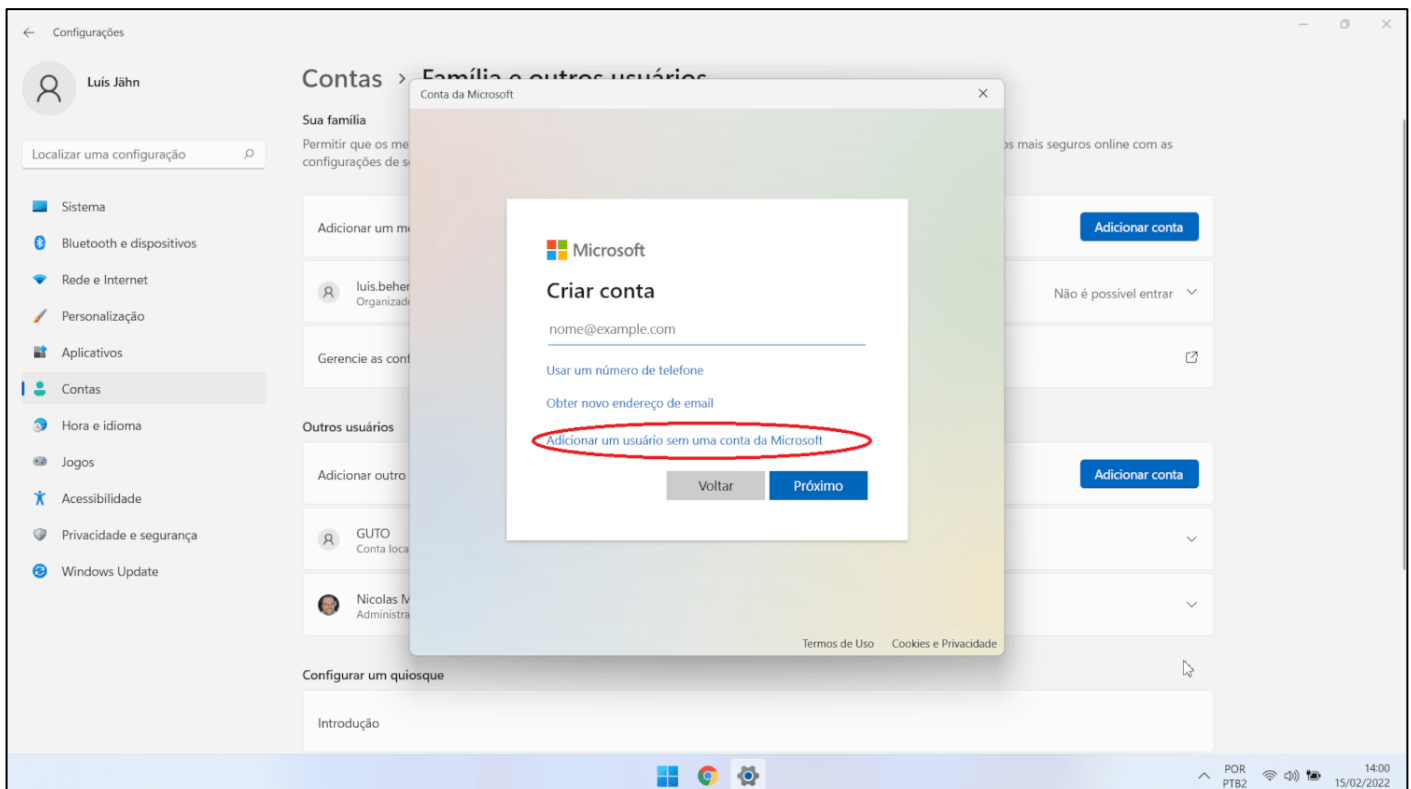 Configurações
Luís Jähn
Localizar uma configuração
Sistema
Bluetooth e dispositivos
Rede e Internet
Personalização
Aplicativos
Contas
Hora e idioma
Jogos
Acessibilidade
Privacidade e segurança
Windows Update
Contas > Família e outros usuários
Sua família
Permitir que os me
os mais seguros online com as
configurações de s
Adicionar um m
Adicionar conta
luis.beher
Organizad
Não é possível entrar
Gerencie as conf
Outros usuários
Adicionar outro
Adicionar conta
GUTO
Conta loca
Nicolas M
Administra
Configurar um quiosque
Introdução
Conta da Microsoft
Microsoft
Criar conta
nome@example.com
Usar um número de telefone
Obter novo endereço de email
Adicionar um usuário sem uma conta da Microsoft
Voltar
Próximo
Termos de Uso
Cookies e Privacidade
POR
PTB2
14:00
15/02/2022